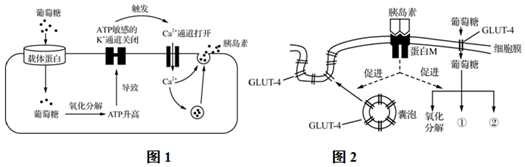 葡萄糖
触发
ATP敏感的
K⁺通道关闭
Ca²⁺通道打开
胰岛素
载体蛋白
Ca²⁺
导致
葡萄糖
氧化分解
ATP升高
图1
胰岛素
葡萄糖
GLUT-4
蛋白M
细胞膜
GLUT-4
促进
促进
葡萄糖
囊泡
GLUT-4
氧化
分解
①
②
图2